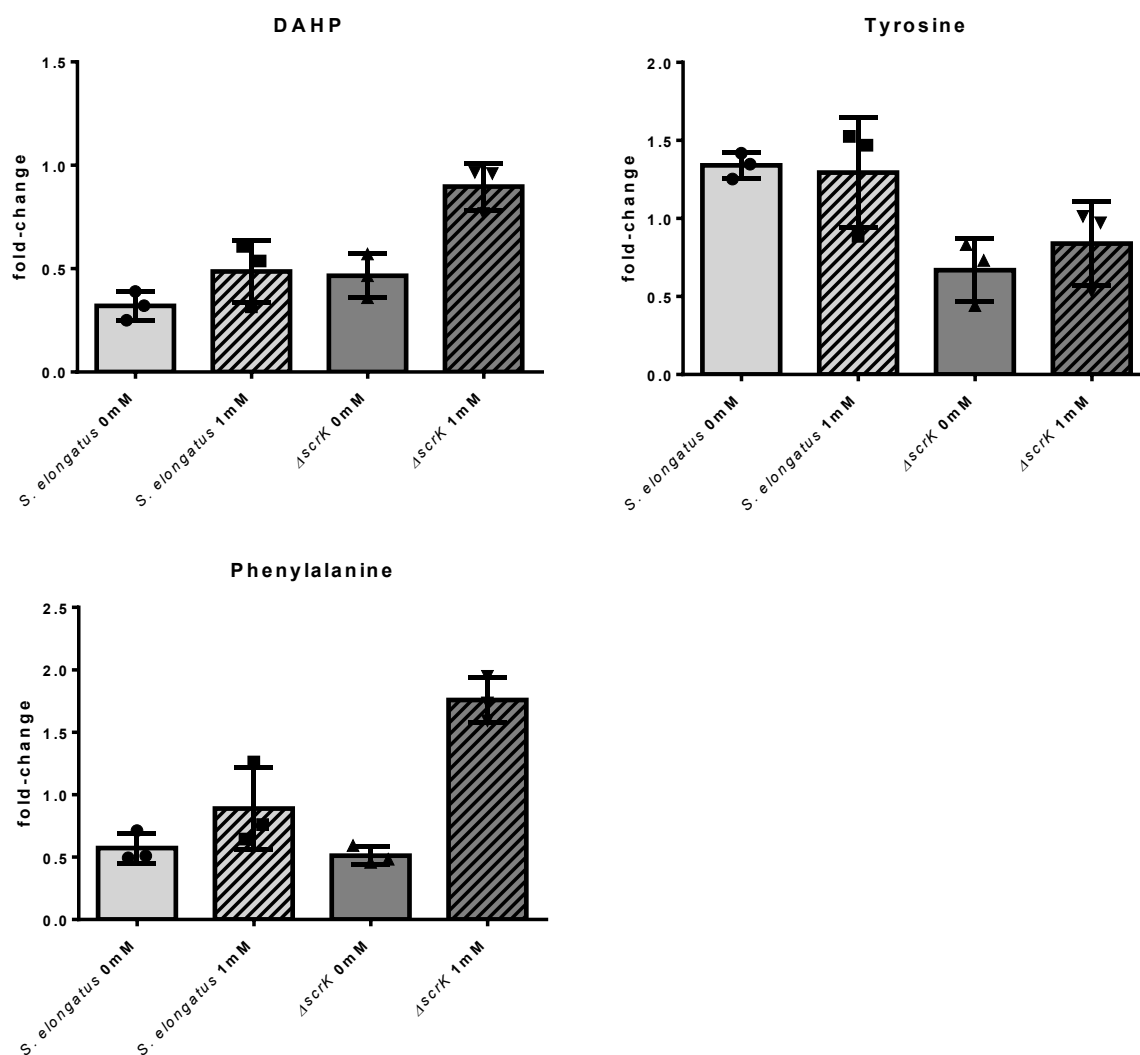 DAHP
fold-change
1.5
1.0
0.5
0.0
S. elongatus 0mM
S. elongatus 1mM
ΔscrK 0mM
ΔscrK 1mM
Tyrosine
fold-change
2.0
1.5
1.0
0.5
0.0
S. elongatus 0mM
S. elongatus 1mM
ΔscrK 0mM
ΔscrK 1mM
Phenylalanine
fold-change
2.5
2.0
1.5
1.0
0.5
0.0
S. elongatus 0mM
S. elongatus 1mM
ΔscrK 0mM
ΔscrK 1mM